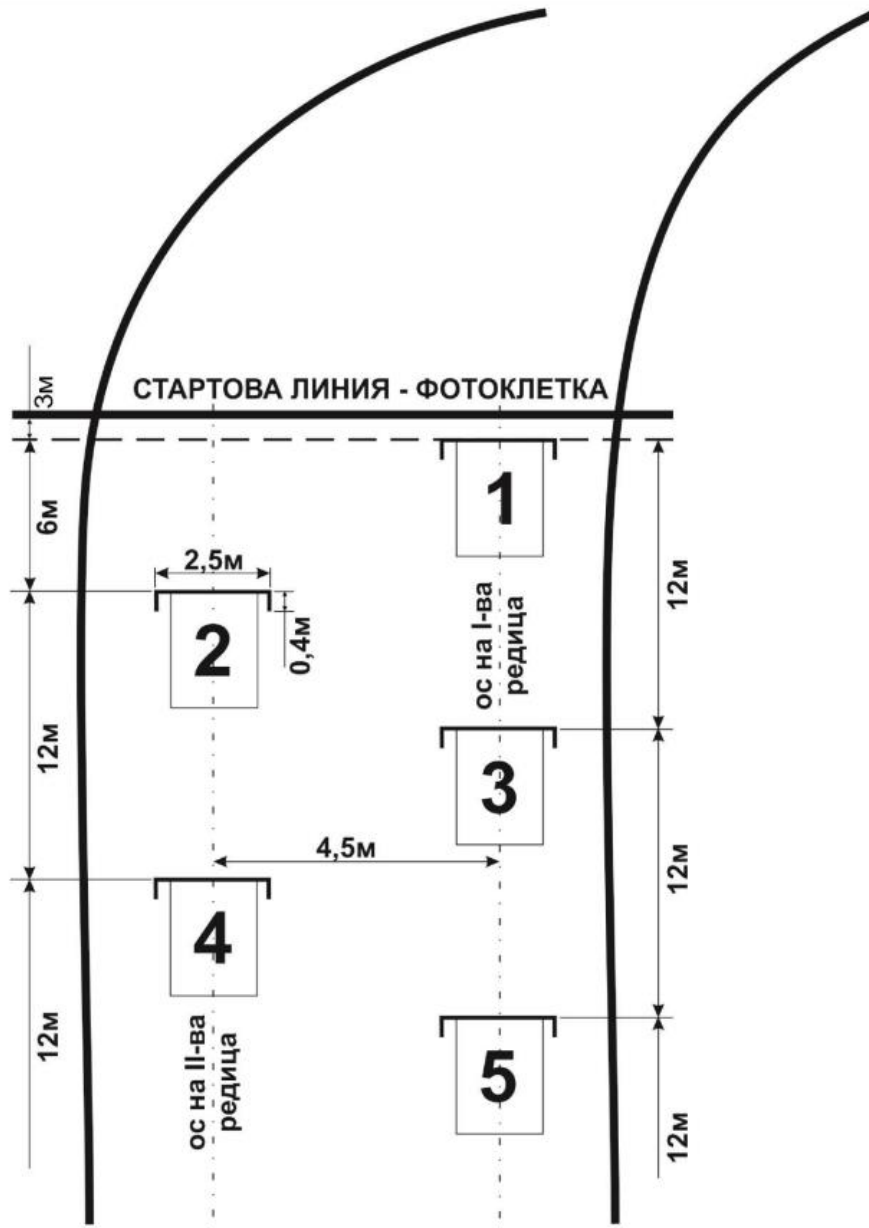 3м
СТАРТОВА ЛИНИЯ - ФОТОКЛЕТКА
6м
1
2,5м
2
0,4м
ос на I-ва
редица
12м
12м
3
4,5м
4
12м
12м
ос на II-ва
редица
5
12м